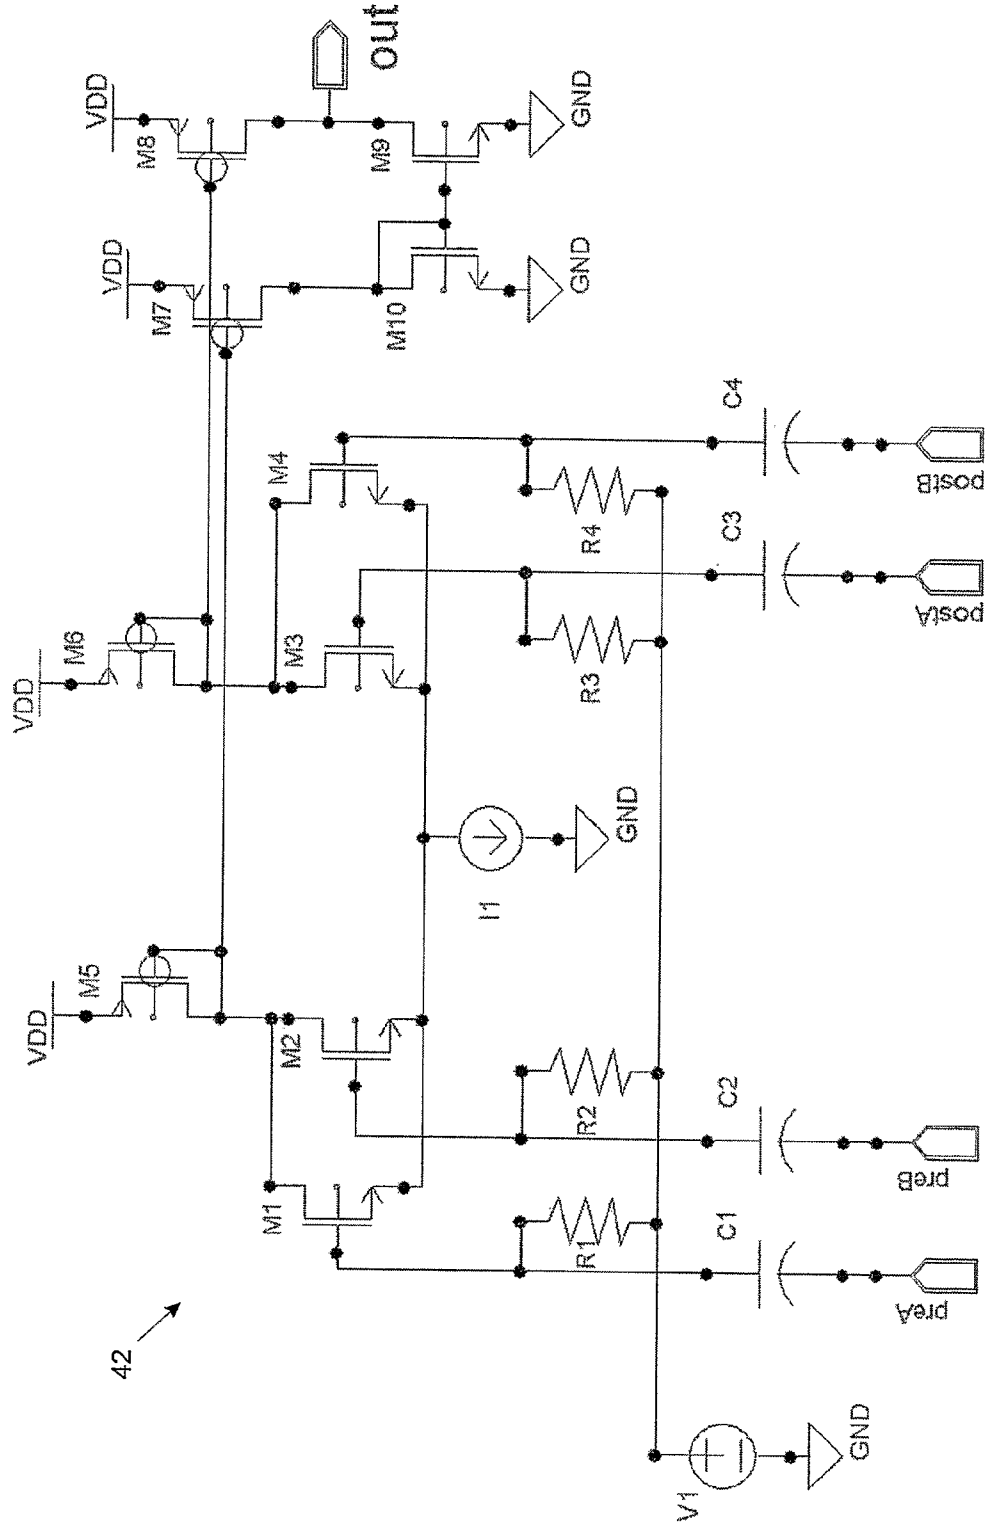 42
V1
GND
preA
C1
R1
M1
preB
C2
R2
M2
M5
VDD
I1
GND
M6
VDD
M3
R3
C3
postA
M4
R4
C4
postB
M7
VDD
M10
GND
M8
VDD
M9
GND
out